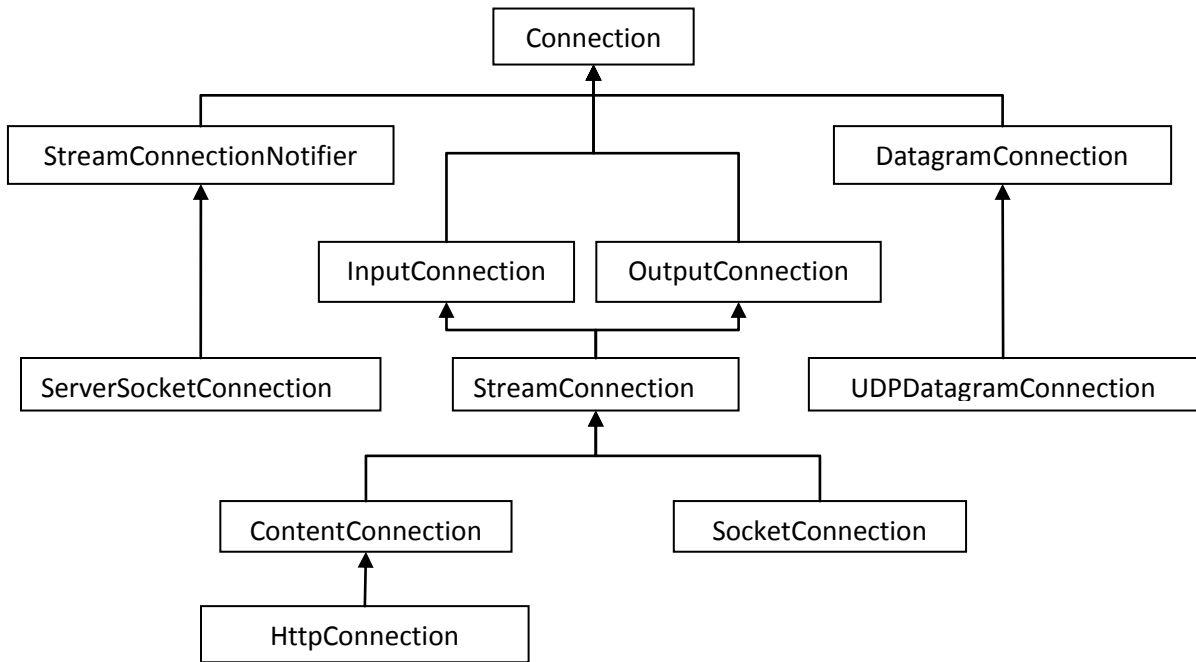 Connection
StreamConnectionNotifier
DatagramConnection
InputConnection
OutputConnection
ServerSocketConnection
StreamConnection
UDPDatagramConnection
ContentConnection
SocketConnection
HttpConnection